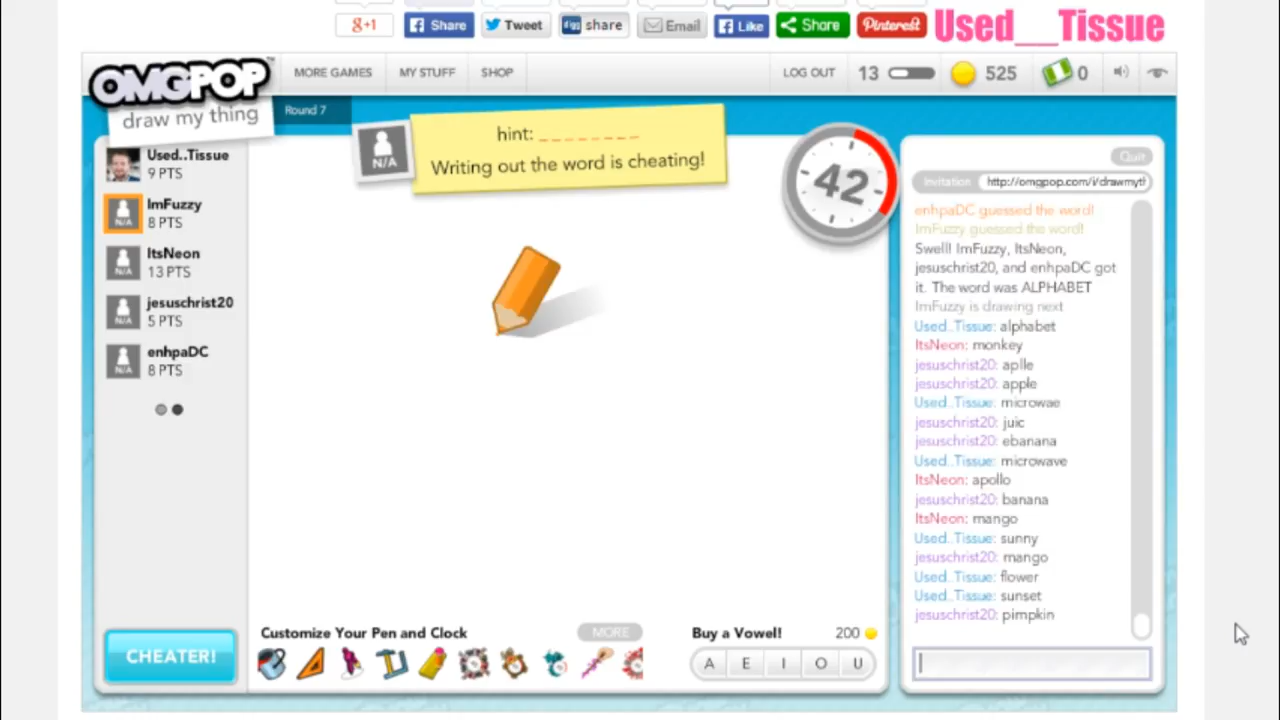 g+1 Share Tweet digg share Email Like Share Pinterest Used__Tissue
OMGPOP™ MORE GAMES MY STUFF SHOP LOG OUT 13 525 0
draw my thing
Round 7
hint: _ _ _ _ _ _ _ _
Writing out the word is cheating!
N/A
42
Used..Tissue
9 PTS
N/A
ImFuzzy
8 PTS
N/A
ItsNeon
13 PTS
N/A
jesuschrist20
5 PTS
N/A
enhpaDC
8 PTS
CHEATER!
Customize Your Pen and Clock MORE
Buy a Vowel! 200
A E I O U
Quit
Invitation http://omgpop.com/i/drawmyth
enhpaDC guessed the word!
ImFuzzy guessed the word!
Swell! ImFuzzy, ItsNeon,
jesuschrist20, and enhpaDC got
it. The word was ALPHABET
ImFuzzy is drawing next
Used..Tissue: alphabet
ItsNeon: monkey
jesuschrist20: aplle
jesuschrist20: apple
Used..Tissue: microwae
jesuschrist20: juic
jesuschrist20: ebanana
Used..Tissue: microwave
ItsNeon: apollo
jesuschrist20: banana
ItsNeon: mango
Used..Tissue: sunny
jesuschrist20: mango
Used..Tissue: flower
Used..Tissue: sunset
jesuschrist20: pimpkin